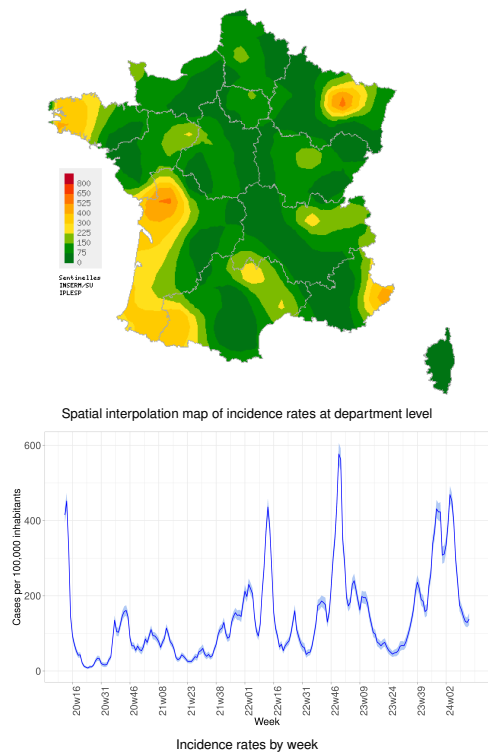 800
650
525
400
300
225
150
75
0
Sentinelles
INSERM/SU
IPLESP
Spatial interpolation map of incidence rates at department level
600
400
200
0
Cases per 100,000 inhabitants
20w16
20w31
20w46
21w08
21w23
21w39
22w01
22w16
22w31
22w46
23w09
23w24
23w39
24w02
Week
Incidence rates by week